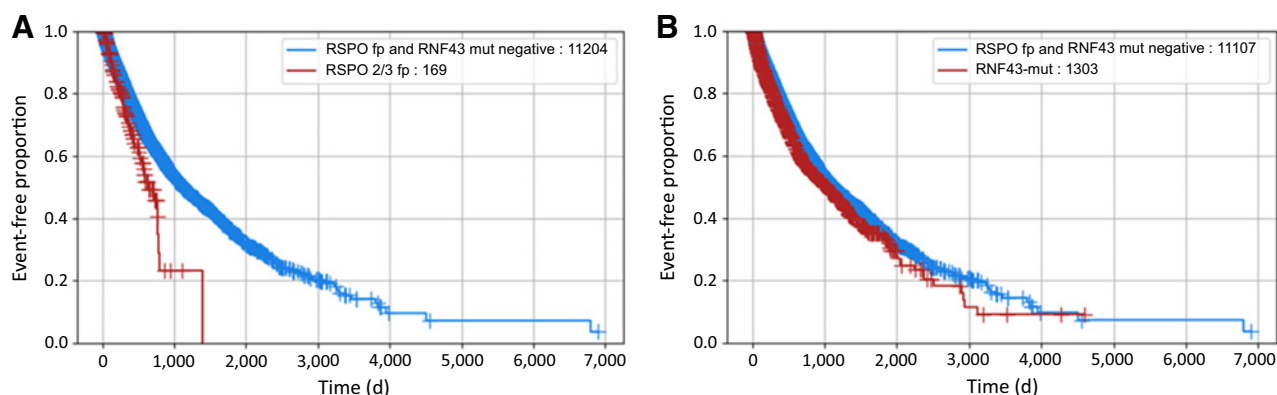 A
Event-free proportion
1.0
0.8
0.6
0.4
0.2
0.0
RSPO fp and RNF43 mut negative : 11204
RSPO 2/3 fp : 169
0 1,000 2,000 3,000 4,000 5,000 6,000 7,000
Time (d)
B
Event-free proportion
1.0
0.8
0.6
0.4
0.2
0.0
RSPO fp and RNF43 mut negative : 11107
RNF43-mut : 1303
0 1,000 2,000 3,000 4,000 5,000 6,000 7,000
Time (d)